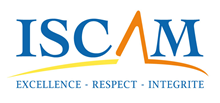 ISCAM
EXCELLENCE - RESPECT - INTEGRITE